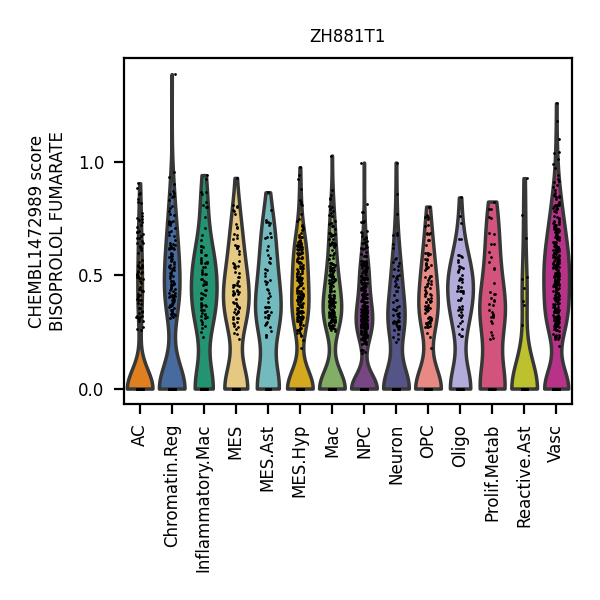 ZH881T1
CHEMBL1472989 score
BISOPROLOL FUMARATE
1.0
0.5
0.0
AC
Chromatin.Reg
Inflammatory.Mac
MES
MES.Ast
MES.Hyp
Mac
NPC
Neuron
OPC
Oligo
Prolif.Metab
Reactive.Ast
Vasc